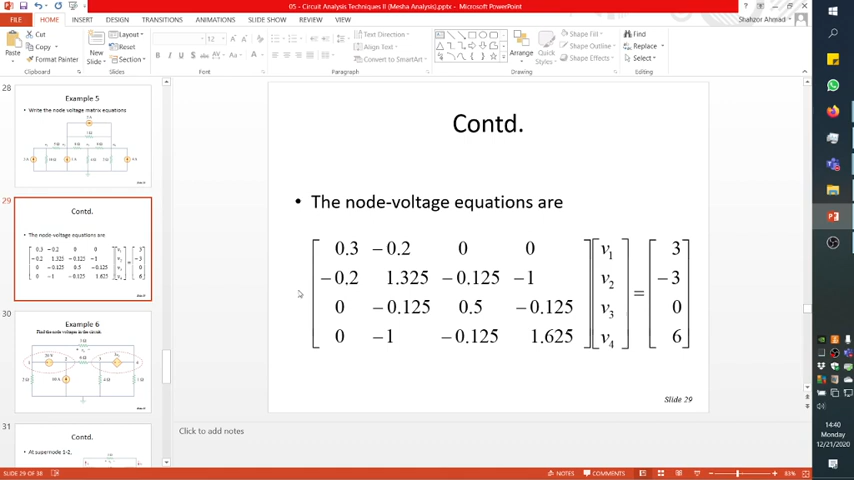 05 - Circuit Analysis Techniques II (Mesha Analysis).pptx - PowerPoint
FILE HOME INSERT DESIGN TRANSITIONS ANIMATIONS SLIDE SHOW REVIEW VIEW
Shahzor Ahmad
Paste
Cut
Copy
Format Painter
New
Slide
Layout
Reset
Section
Arrange
Quick
Styles
Shape Fill
Shape Outline
Shape Effects
Text Direction
Align Text
Convert to SmartArt
Find
Replace
Select
Clipboard Slides Font Paragraph Drawing Editing
28
Example 5
• Write the node voltage matrix equations
29
Contd.
• The node-voltage equations are
30
Example 6
Find the node voltages in the circuit.
31
Contd.
• At supernode 1-2,
Contd.
• The node-voltage equations are
0.3 −0.2 0 0 v1 3
−0.2 1.325 −0.125 −1 v2 −3
0 −0.125 0.5 −0.125 v3 = 0
0 −1 −0.125 1.625 v4 6
Slide 29
Click to add notes
SLIDE 29 OF 38
NOTES COMMENTS 83%
14:40
Monday
12/21/2020